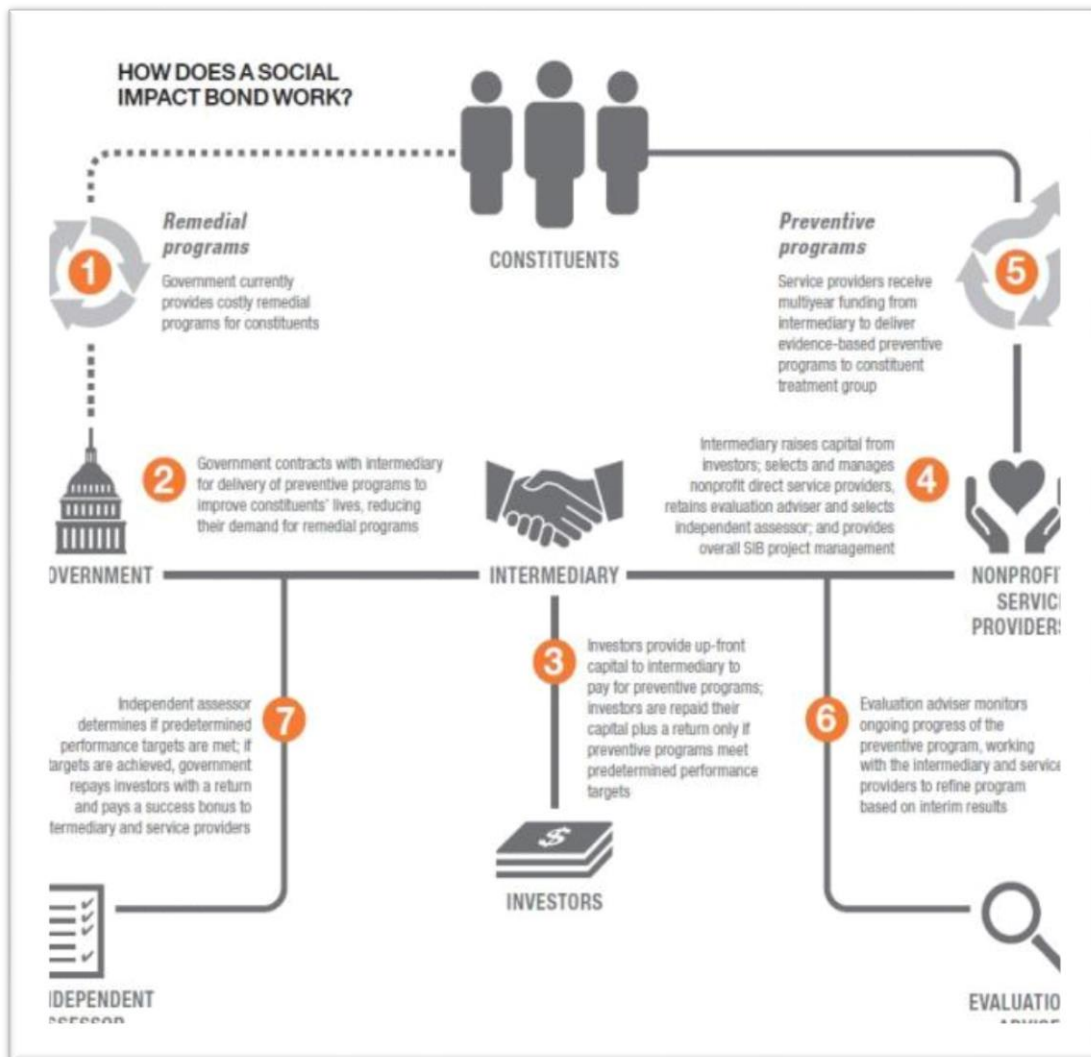 HOW DOES A SOCIAL
IMPACT BOND WORK?
CONSTITUENTS
1
Remedial
programs
Government currently
provides costly remedial
programs for constituents
Preventive
programs
Service providers receive
multiyear funding from
intermediary to deliver
evidence-based preventive
programs to constituent
treatment group
5
2
Government contracts with intermediary
for delivery of preventive programs to
improve constituents' lives, reducing
their demand for remedial programs
Intermediary raises capital from
investors; selects and manages
nonprofit direct service providers,
retains evaluation adviser and selects
independent assessor; and provides
overall SIB project management
4
OVERNMENT
INTERMEDIARY
NONPROFI
SERVIC
PROVIDERS
3
Investors provide up-front
capital to intermediary to
pay for preventive programs;
investors are repaid their
capital plus a return only if
preventive programs meet
predetermined performance
targets
Independent assessor
determines if predetermined
performance targets are met; if
targets are achieved, government
repays investors with a return
and pays a success bonus to
termediary and service providers
7
6
Evaluation adviser monitors
ongoing progress of the
preventive program, working
with the intermediary and service
providers to refine program
based on interim results
$
INVESTORS
IDEPENDENT
EVALUATIO